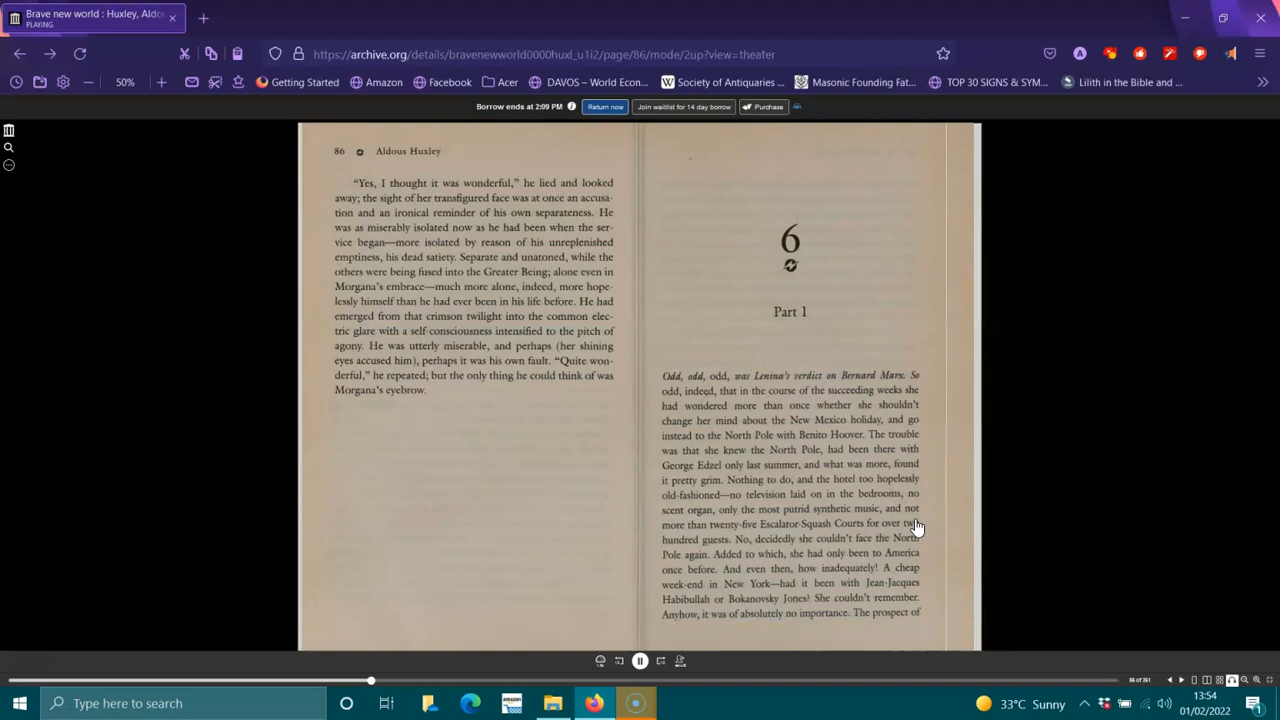 Brave new world : Huxley, Aldou
PLAYING
https://archive.org/details/bravenewworld0000huxl_u1i2/page/86/mode/2up?view=theater
50%
Getting Started
Amazon
Facebook
Acer
DAVOS – World Econ...
Society of Antiquaries ...
Masonic Founding Fat...
TOP 30 SIGNS & SYM...
Lilith in the Bible and ...
Borrow ends at 2:09 PM
Return now
Join waitlist for 14 day borrow
Purchase
86 Aldous Huxley
“Yes, I thought it was wonderful,” he lied and looked
away; the sight of her transfigured face was at once an accusa-
tion and an ironical reminder of his own separateness. He
was as miserably isolated now as he had been when the ser-
vice began—more isolated by reason of his unreplenished
emptiness, his dead satiety. Separate and unatoned, while the
others were being fused into the Greater Being; alone even in
Morgana’s embrace—much more alone, indeed, more hope-
lessly himself than he had ever been in his life before. He had
emerged from that crimson twilight into the common elec-
tric glare with a self-consciousness intensified to the pitch of
agony. He was utterly miserable, and perhaps (her shining
eyes accused him), perhaps it was his own fault. “Quite won-
derful,” he repeated; but the only thing he could think of was
Morgana’s eyebrow.
6
Part 1
Odd, odd, odd, was Lenina’s verdict on Bernard Marx. So
odd, indeed, that in the course of the succeeding weeks she
had wondered more than once whether she shouldn’t
change her mind about the New Mexico holiday, and go
instead to the North Pole with Benito Hoover. The trouble
was that she knew the North Pole, had been there with
George Edzel only last summer, and what was more, found
it pretty grim. Nothing to do, and the hotel too hopelessly
old-fashioned—no television laid on in the bedrooms, no
scent organ, only the most putrid synthetic music, and not
more than twenty-five Escalator-Squash Courts for over two
hundred guests. No, decidedly she couldn’t face the North
Pole again. Added to which, she had only been to America
once before. And even then, how inadequately! A cheap
week-end in New York—had it been with Jean-Jacques
Habibullah or Bokanovsky Jones? She couldn’t remember.
Anyhow, it was of absolutely no importance. The prospect of
86 of 261
Type here to search
amazon
33°C Sunny
13:54
01/02/2022